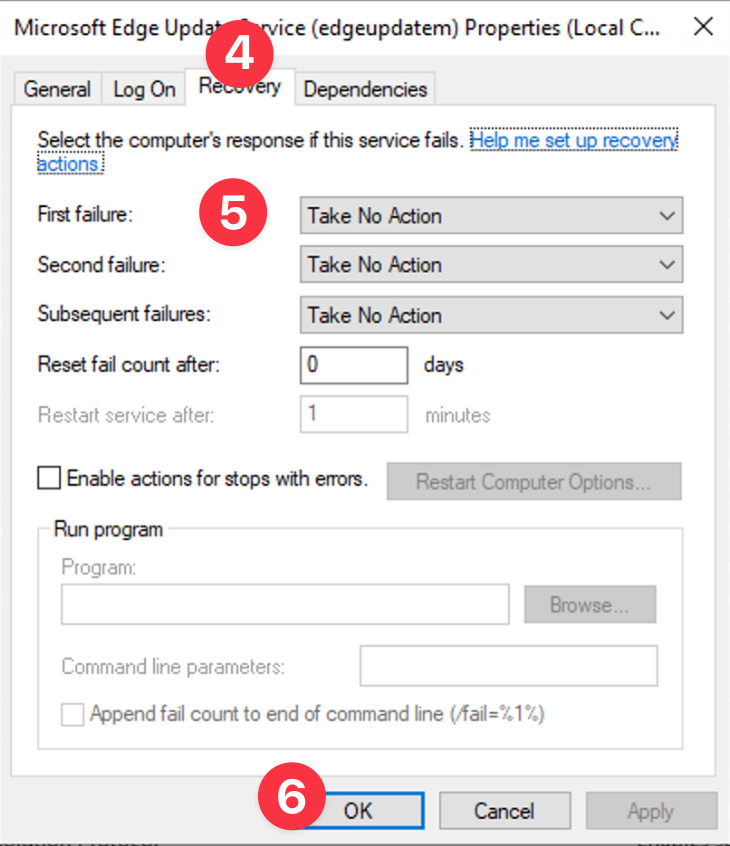 Microsoft Edge Update Service (edgeupdatem) Properties (Local C...
4
General Log On Recovery Dependencies
Select the computer's response if this service fails. Help me set up recovery
actions.
First failure: 5 Take No Action
Second failure: Take No Action
Subsequent failures: Take No Action
Reset fail count after: 0 days
Restart service after: 1 minutes
Enable actions for stops with errors. Restart Computer Options...
Run program
Program:
Browse...
Command line parameters:
Append fail count to end of command line (/fail=%1%)
6 OK Cancel Apply